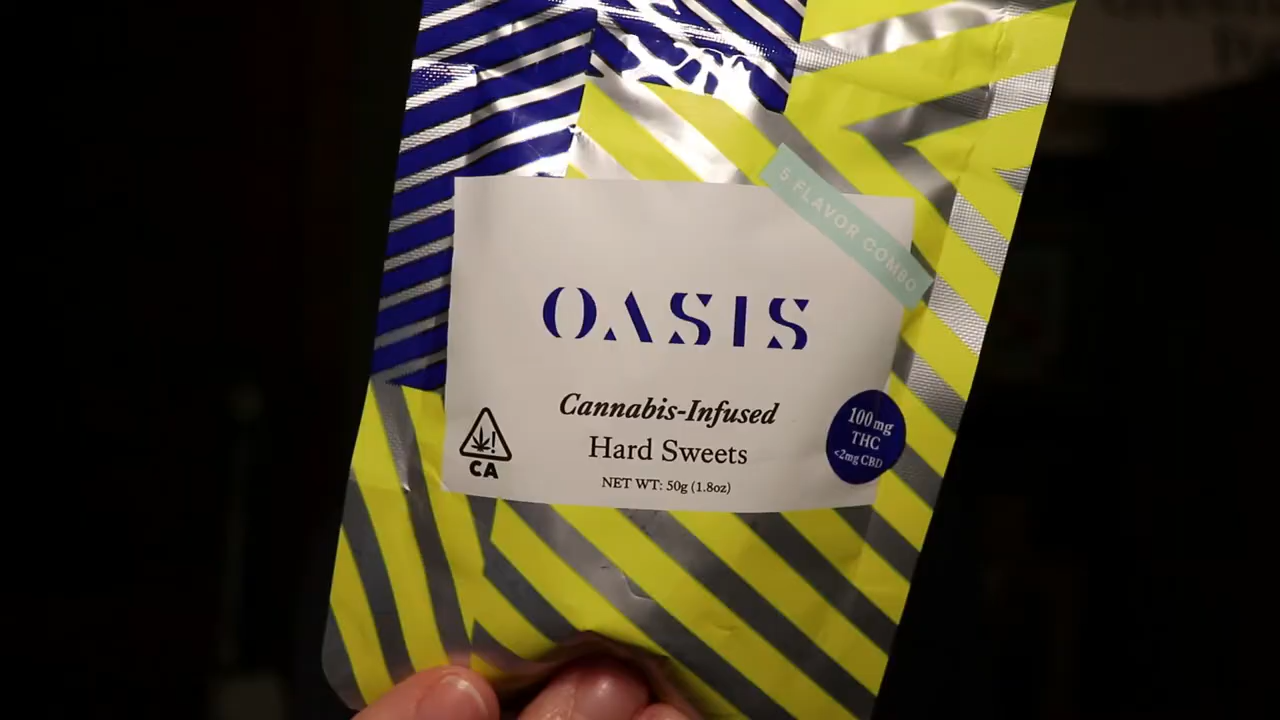 5 FLAVOR COMBO
OASIS
Cannabis-Infused
Hard Sweets
NET WT: 50g (1.8oz)
CA
100mg
THC
<2mg CBD